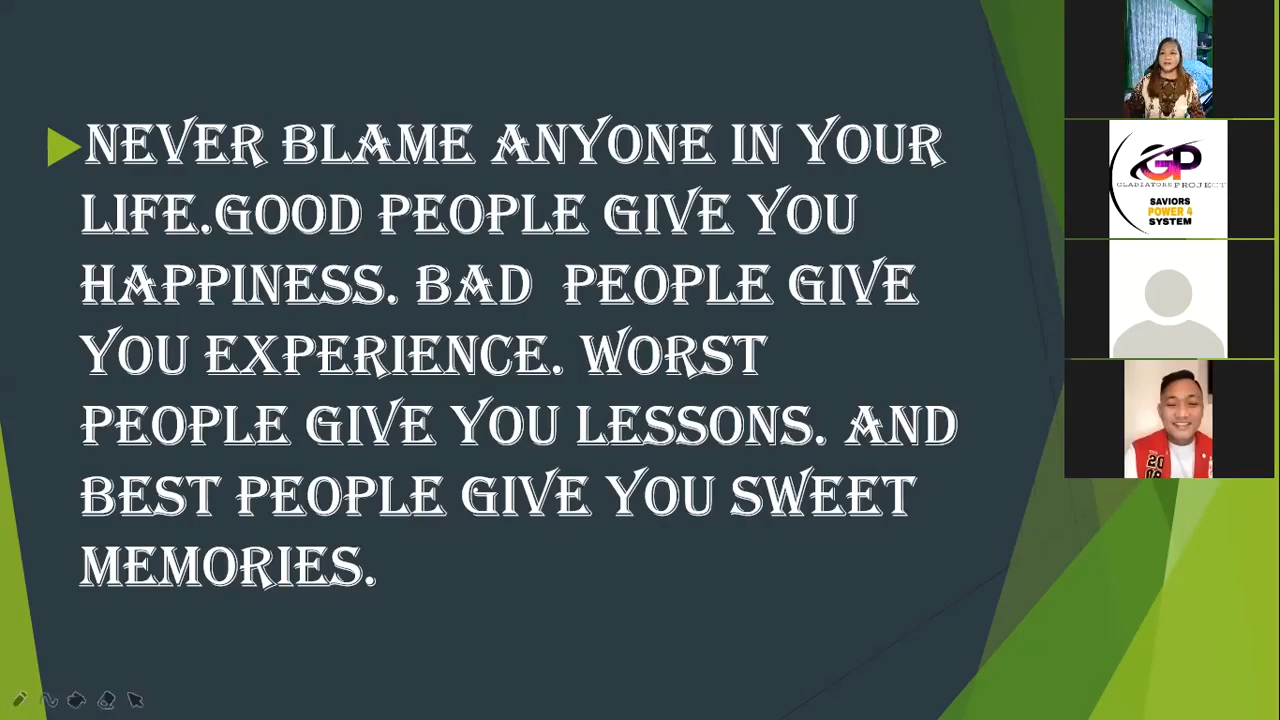 NEVER BLAME ANYONE IN YOUR
LIFE.GOOD PEOPLE GIVE YOU
HAPPINESS. BAD  PEOPLE GIVE
YOU EXPERIENCE. WORST
PEOPLE GIVE YOU LESSONS. AND
BEST PEOPLE GIVE YOU SWEET
MEMORIES.
GP
GLADIATORS PROJECT
SAVIORS
POWER 4
SYSTEM
20